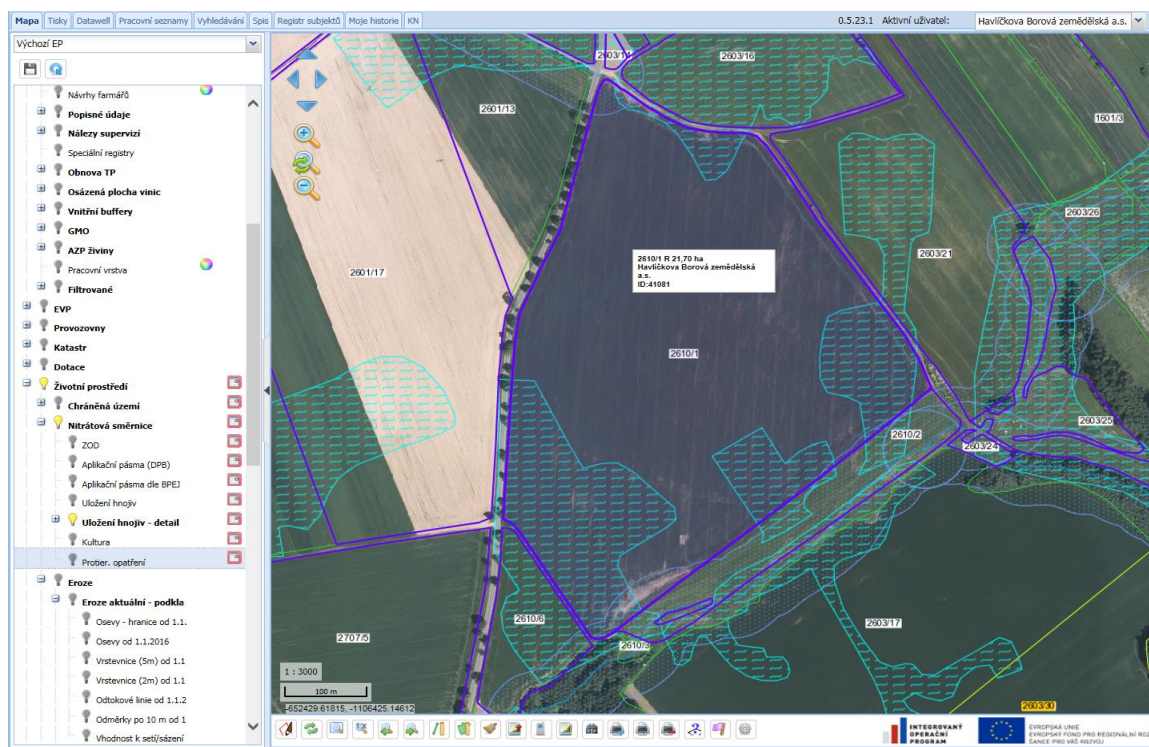 Mapa Tisky Datawell Pracovní seznamy Vyhledávání Spis Registr subjektů Moje historie KN 0.5.23.1 Aktivní uživatel: Havlíčkova Borová zemědělská a.s.
Výchozí EP
Návrhy farmářů
Popisné údaje
Nálezy supervizí
Speciální registry
Obnova TP
Osázená plocha vinic
Vnitřní buffery
GMO
AZP živiny
Pracovní vrstva
Filtrované
EVP
Provozovny
Katastr
Dotace
Životní prostředí
Chráněná území
Nitrátová směrnice
ZOD
Aplikační pásma (DPB)
Aplikační pásma dle BPEJ
Uložení hnojiv
Uložení hnojiv - detail
Kultura
Protier. opatření
Eroze
Eroze aktuální - podkla
Osevy - hranice od 1.1.
Osevy od 1.1.2016
Vrstevnice (5m) od 1.1
Vrstevnice (2m) od 1.1
Odtokové linie od 1.1.2
Odměrky po 10 m od 1
Vhodnost k setí/sázení
2603/14
2603/16
2601/13
1601/3
2603/26
2603/21
2610/1 R 21,70 ha
Havlíčkova Borová zemědělská
a.s.
ID:41081
2601/17
2610/1
2603/25
2610/2
2603/24
2610/6
2603/17
2707/5
2610/3
1 : 3000
100 m
-652429.61815, -1106425.14612
2603/30
INTEGROVANÝ
OPERAČNÍ
PROGRAM
EVROPSKÁ UNIE
EVROPSKÝ FOND PRO REGIONÁLNÍ ROZ
ŠANCE PRO VÁŠ ROZVOJ